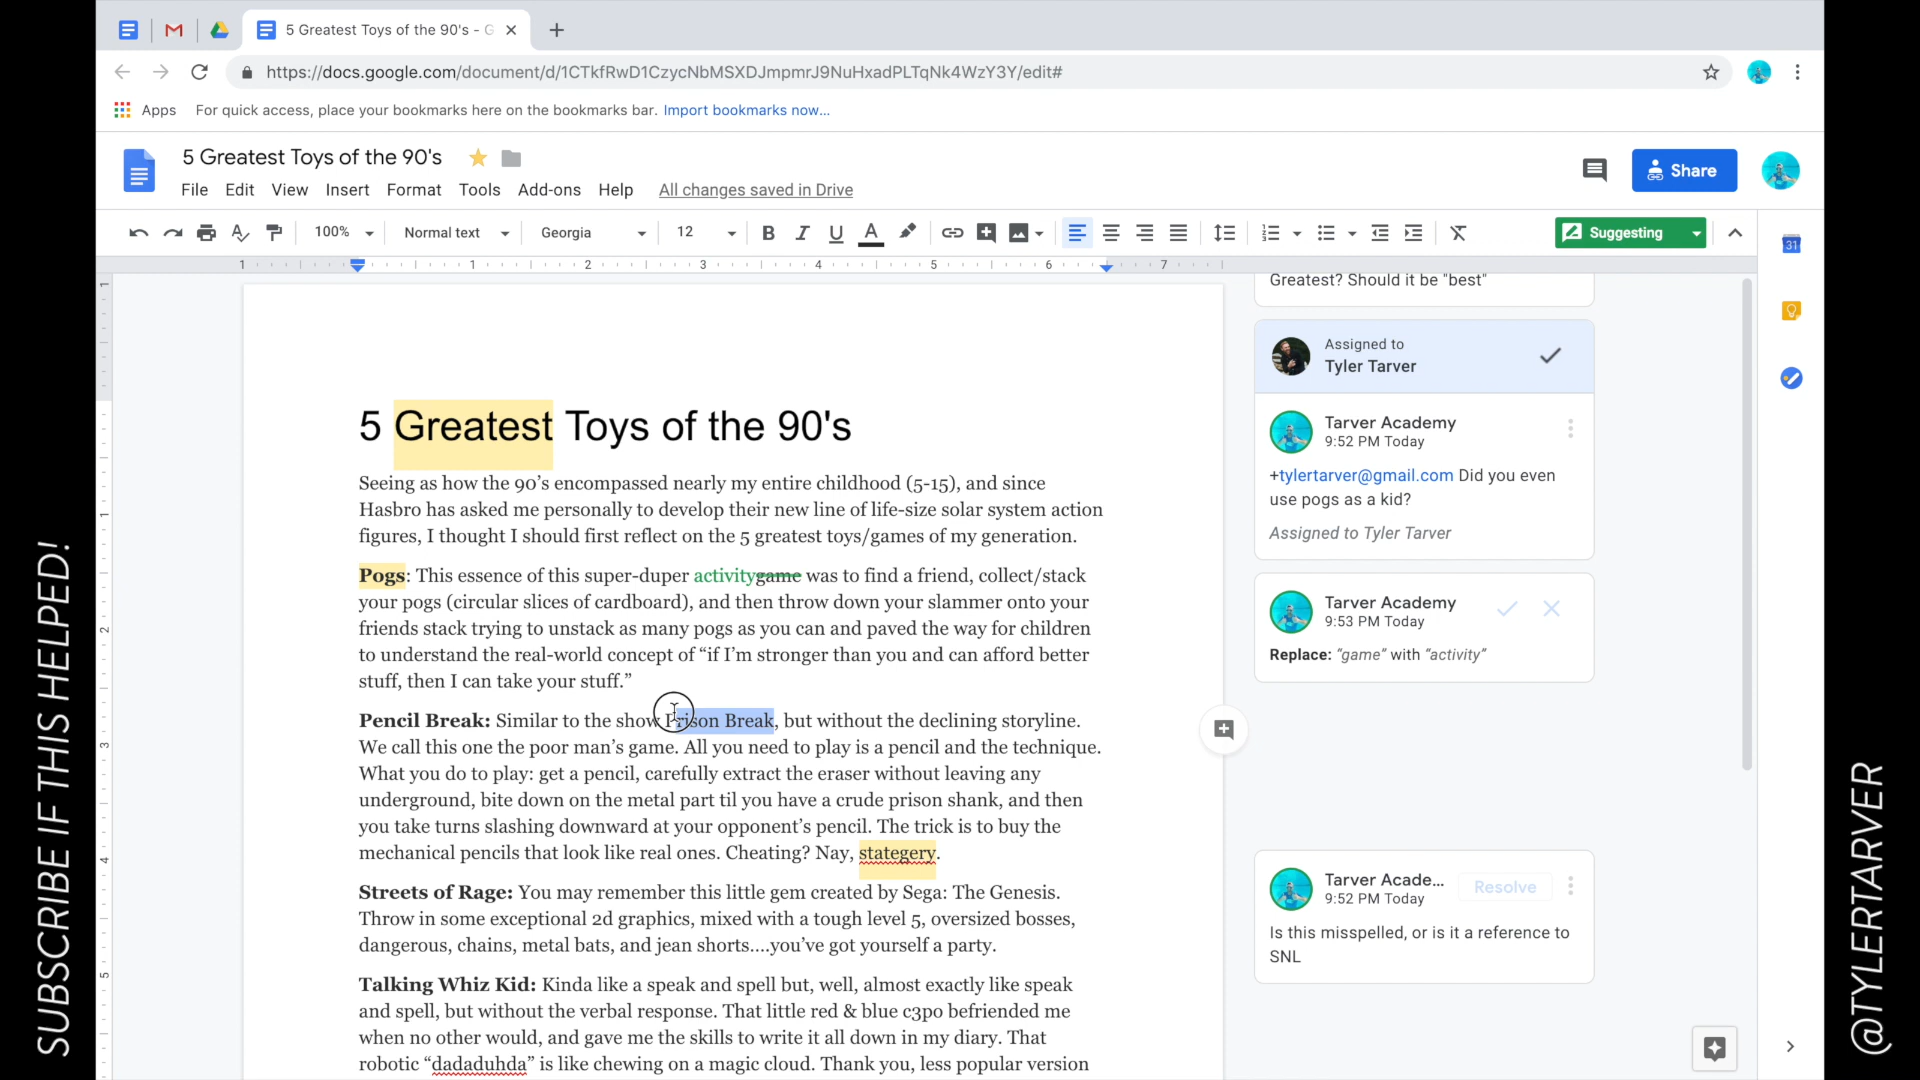 5 Greatest Toys of the 90's - G
https://docs.google.com/document/d/1CTkfRwD1CzycNbMSXDJmpmrJ9NuHxadPLTqNk4WzY3Y/edit#
Apps For quick access, place your bookmarks here on the bookmarks bar. Import bookmarks now...
5 Greatest Toys of the 90's
File Edit View Insert Format Tools Add-ons Help All changes saved in Drive
Share
100% Normal text Georgia 12
Suggesting
31
1 1 2 3 4 5 6 7
1
1
2
3
4
5
5 Greatest Toys of the 90's
Seeing as how the 90’s encompassed nearly my entire childhood (5-15), and since
Hasbro has asked me personally to develop their new line of life-size solar system action
figures, I thought I should first reflect on the 5 greatest toys/games of my generation.
Pogs: This essence of this super-duper activitygame was to find a friend, collect/stack
your pogs (circular slices of cardboard), and then throw down your slammer onto your
friends stack trying to unstack as many pogs as you can and paved the way for children
to understand the real-world concept of “if I’m stronger than you and can afford better
stuff, then I can take your stuff.”
Pencil Break: Similar to the show Prison Break, but without the declining storyline.
We call this one the poor man’s game. All you need to play is a pencil and the technique.
What you do to play: get a pencil, carefully extract the eraser without leaving any
underground, bite down on the metal part til you have a crude prison shank, and then
you take turns slashing downward at your opponent’s pencil. The trick is to buy the
mechanical pencils that look like real ones. Cheating? Nay, stategery.
Streets of Rage: You may remember this little gem created by Sega: The Genesis.
Throw in some exceptional 2d graphics, mixed with a tough level 5, oversized bosses,
dangerous, chains, metal bats, and jean shorts....you’ve got yourself a party.
Talking Whiz Kid: Kinda like a speak and spell but, well, almost exactly like speak
and spell, but without the verbal response. That little red & blue c3po befriended me
when no other would, and gave me the skills to write it all down in my diary. That
robotic “dadaduhda” is like chewing on a magic cloud. Thank you, less popular version
Greatest? Should it be "best"
Assigned to
Tyler Tarver
Tarver Academy
9:52 PM Today
+tylertarver@gmail.com Did you even
use pogs as a kid?
Assigned to Tyler Tarver
Tarver Academy
9:53 PM Today
Replace: “game” with “activity”
Tarver Acade... Resolve
9:52 PM Today
Is this misspelled, or is it a reference to
SNL
SUBSCRIBE IF THIS HELPED!
@TYLERTARVER